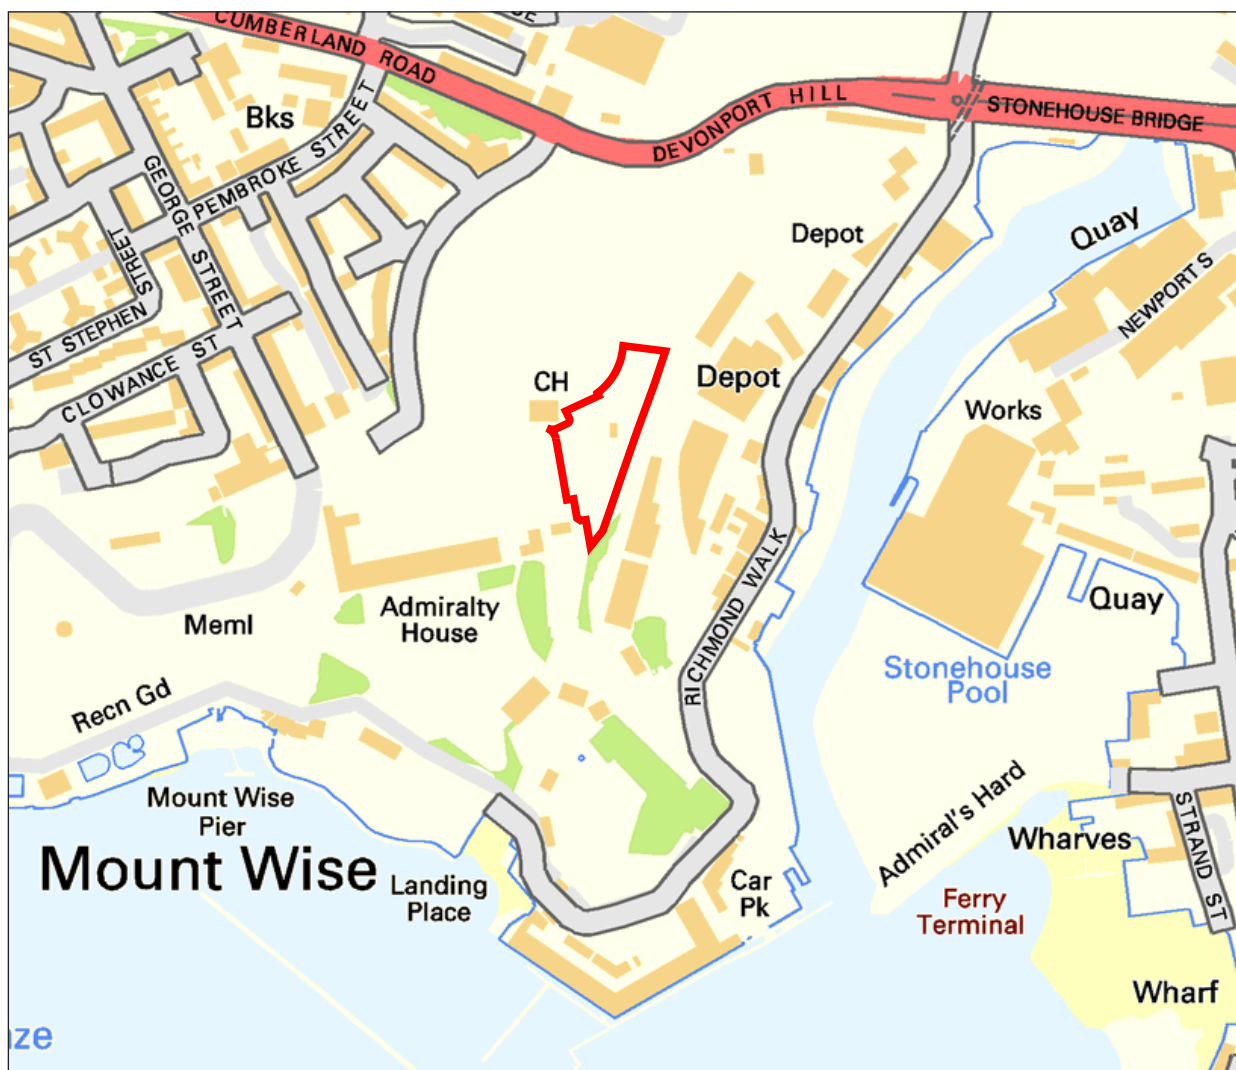 CUMBERLAND ROAD
DEVONPORT HILL
STONEHOUSE BRIDGE
Bks
PEMBROKE STREET
GEORGE STREET
STREET
ST STEPHEN
CLOWANCE ST
Depot
Quay
NEWPORT S
CH
Depot
Works
RICHMOND WALK
Admiralty
House
Meml
Quay
Stonehouse
Pool
Recn Gd
Mount Wise
Pier
Mount Wise
Landing
Place
Car
Pk
Admiral's Hard
Wharves
STRAND ST
Ferry
Terminal
Wharf
ze